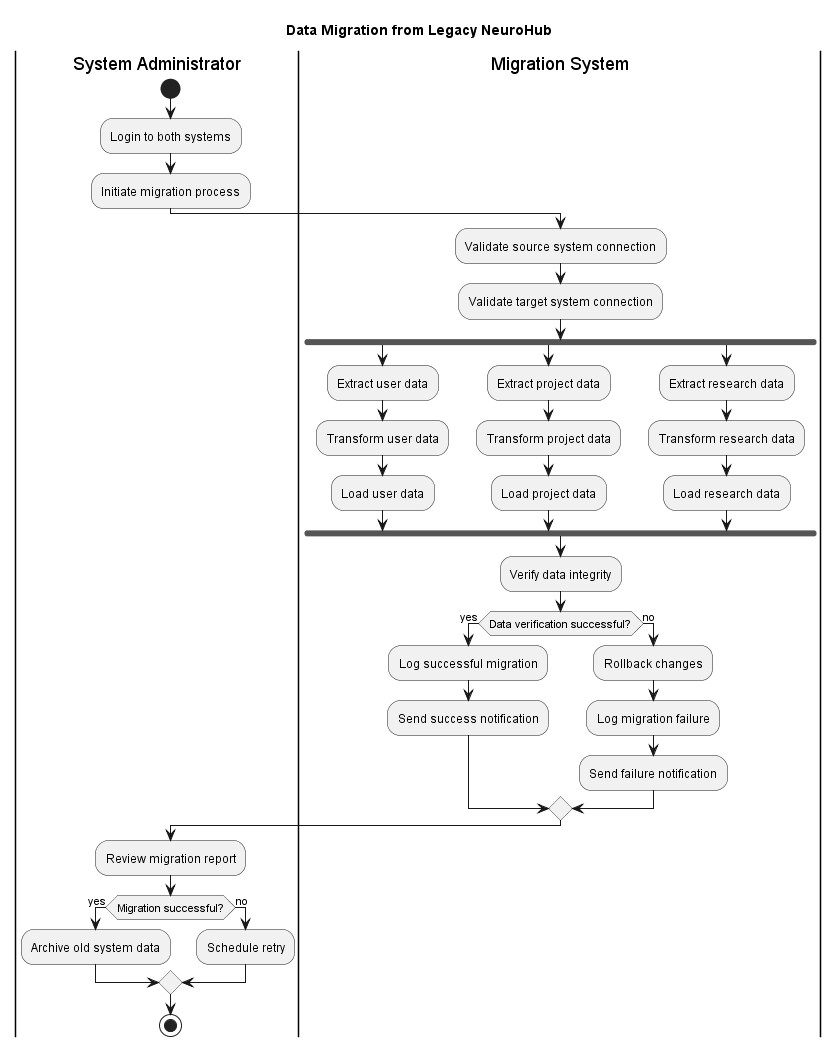 Data Migration from Legacy NeuroHub
System Administrator
Migration System
Login to both systems
Initiate migration process
Validate source system connection
Validate target system connection
Extract user data
Extract project data
Extract research data
Transform user data
Transform project data
Transform research data
Load user data
Load project data
Load research data
Verify data integrity
yes
Data verification successful?
no
Log successful migration
Rollback changes
Send success notification
Log migration failure
Send failure notification
Review migration report
yes
Migration successful?
no
Archive old system data
Schedule retry